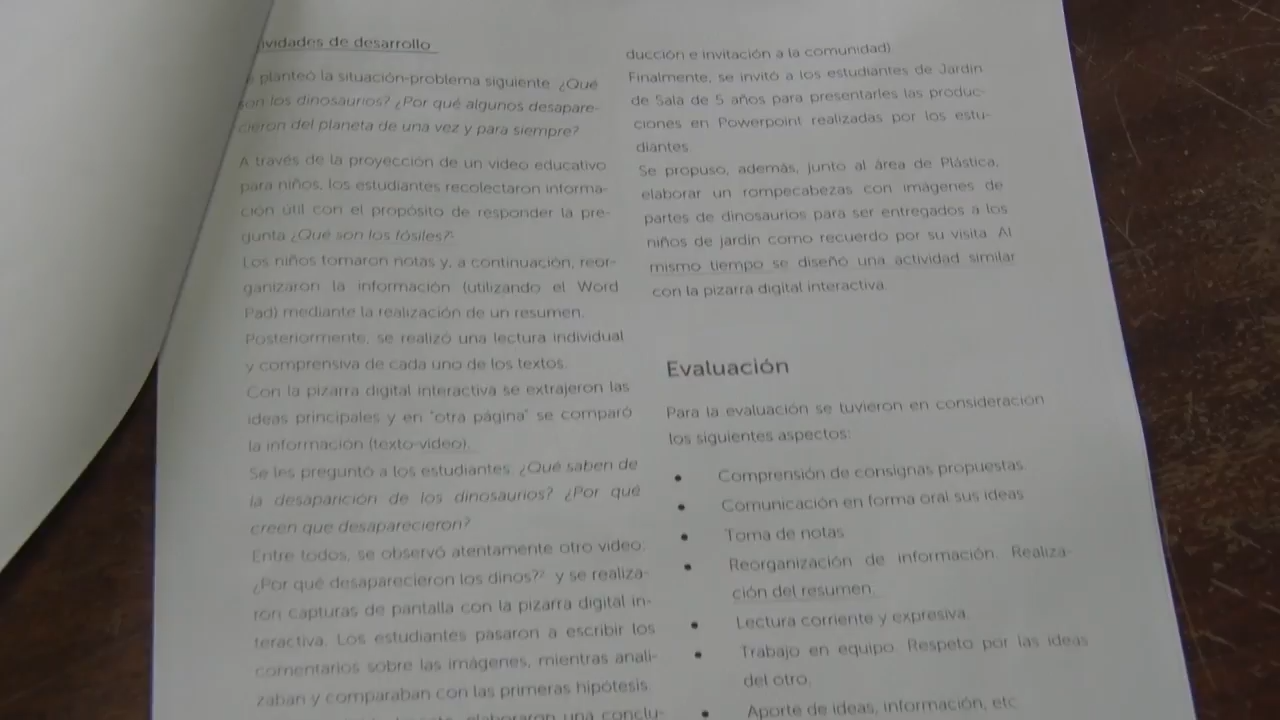 ividades de desarrollo
planteó la situación-problema siguiente ¿Qué
son los dinosaurios? ¿Por qué algunos desapare-
cieron del planeta de una vez y para siempre?
A través de la proyección de un video educativo
para niños, los estudiantes recolectaron informa-
ción útil con el propósito de responder la pre-
gunta ¿Qué son los fósiles?
Los niños tomaron notas y, a continuación, reor-
ganizaron la información (utilizando el Word
Pad) mediante la realización de un resumen.
Posteriormente, se realizó una lectura individual
y comprensiva de cada uno de los textos.
Con la pizarra digital interactiva se extrajeron las
ideas principales y en "otra página" se comparó
la información (texto-video).
Se les preguntó a los estudiantes: ¿Qué saben de
la desaparición de los dinosaurios? ¿Por qué
creen que desaparecieron?
Entre todos, se observó atentamente otro video:
¿Por qué desaparecieron los dinos?² y se realiza-
ron capturas de pantalla con la pizarra digital in-
teractiva. Los estudiantes pasaron a escribir los
comentarios sobre las imágenes, mientras anali-
zaban y comparaban con las primeras hipótesis
elaboraron una conclu-
ducción e invitación a la comunidad).
Finalmente, se invitó a los estudiantes de Jardín
de Sala de 5 años para presentarles las produc-
ciones en Powerpoint realizadas por los estu-
diantes.
Se propuso, además, junto al área de Plástica,
elaborar un rompecabezas con imágenes de
partes de dinosaurios para ser entregados a los
niños de jardín como recuerdo por su visita. Al
mismo tiempo se diseñó una actividad similar
con la pizarra digital interactiva.
Evaluación
Para la evaluación se tuvieron en consideración
los siguientes aspectos:
• Comprensión de consignas propuestas.
• Comunicación en forma oral sus ideas
• Toma de notas
• Reorganización de información. Realiza-
ción del resumen.
• Lectura corriente y expresiva.
• Trabajo en equipo. Respeto por las ideas
del otro.
• Aporte de ideas, información, etc.